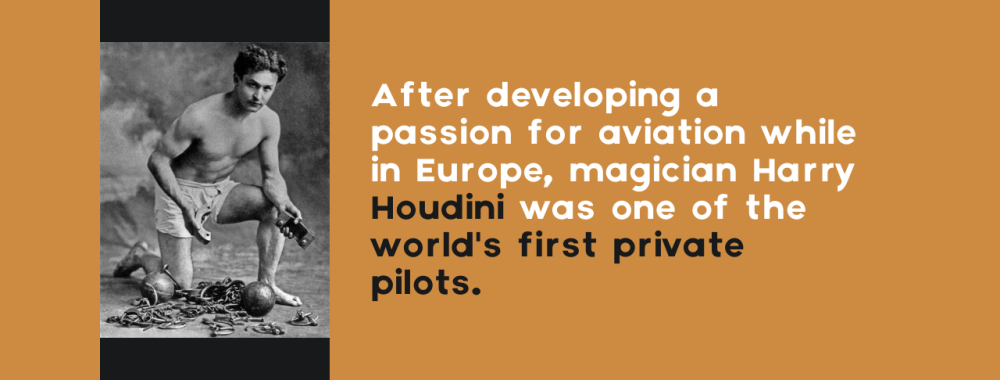 After developing a
passion for aviation while
in Europe, magician Harry
Houdini was one of the
world's first private
pilots.